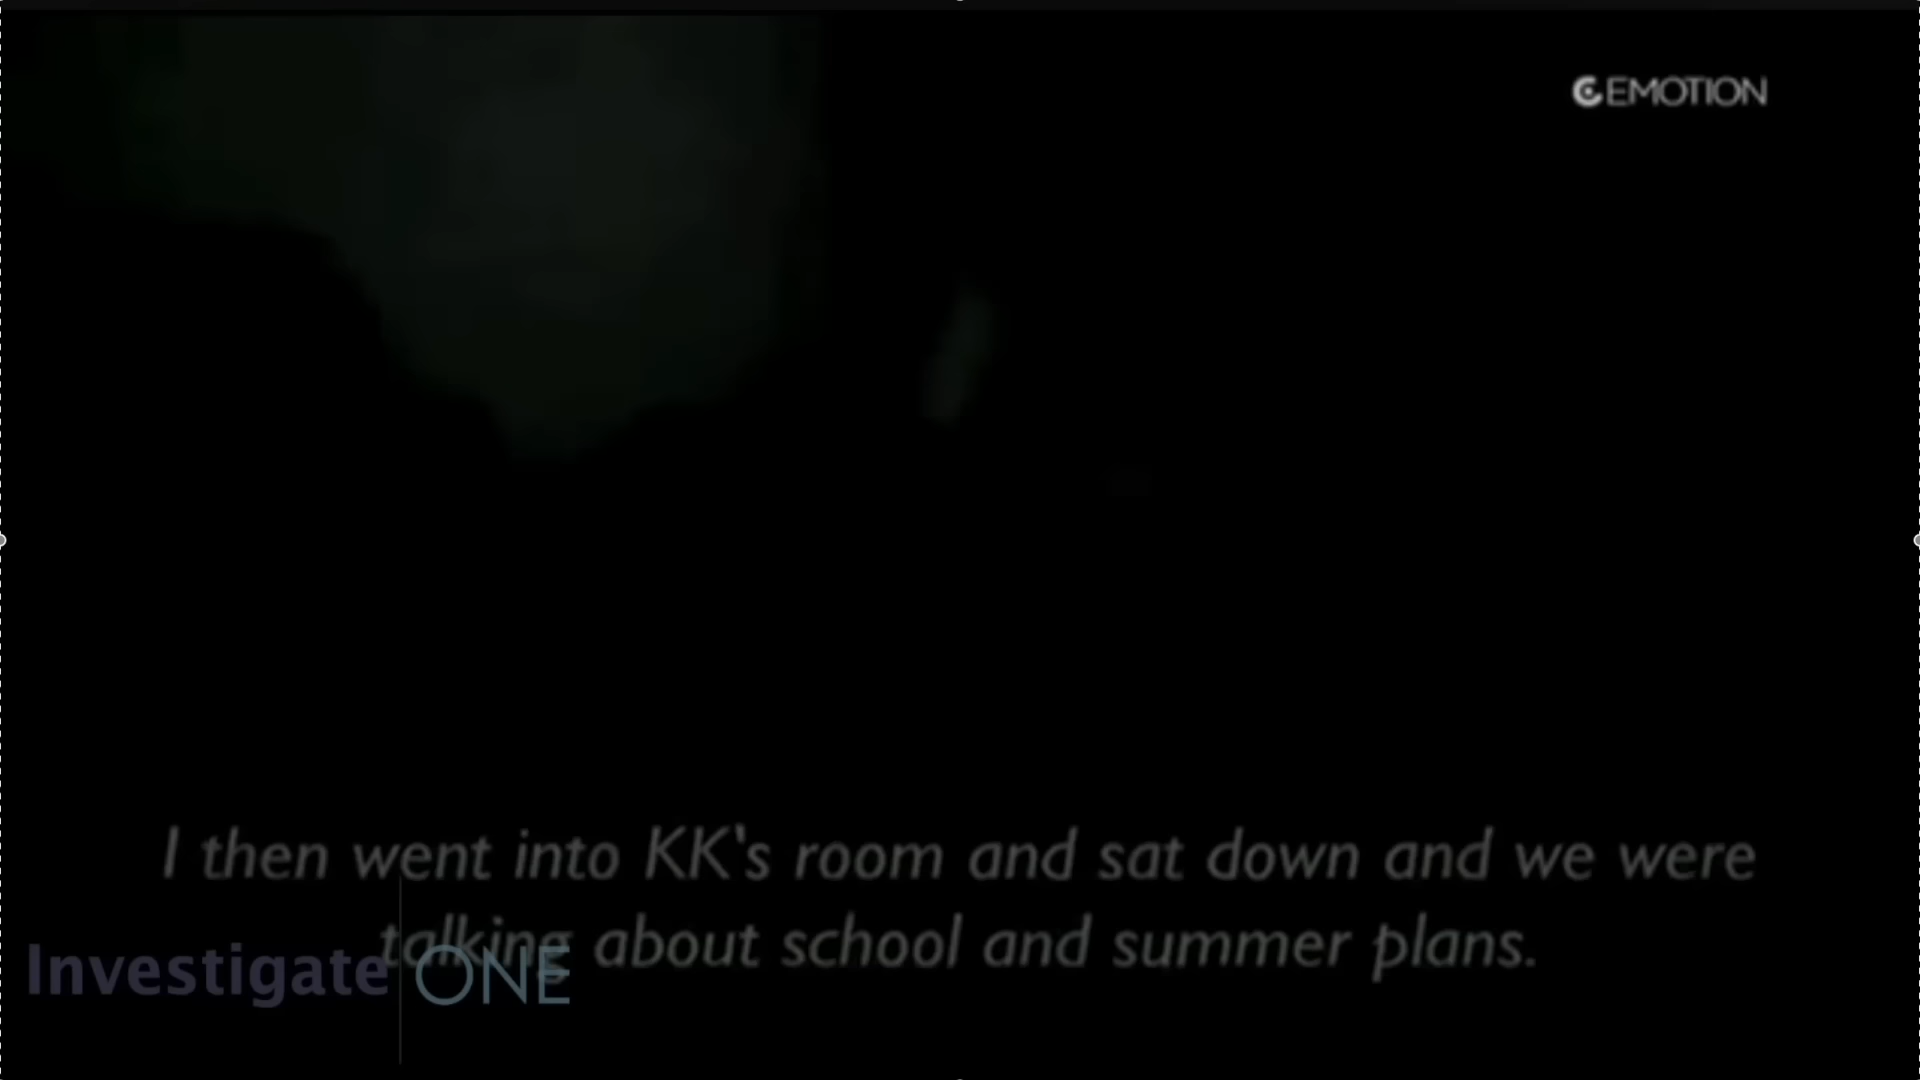 EMOTION
I then went into KK's room and sat down and we were
talking about school and summer plans.
Investigate ONE